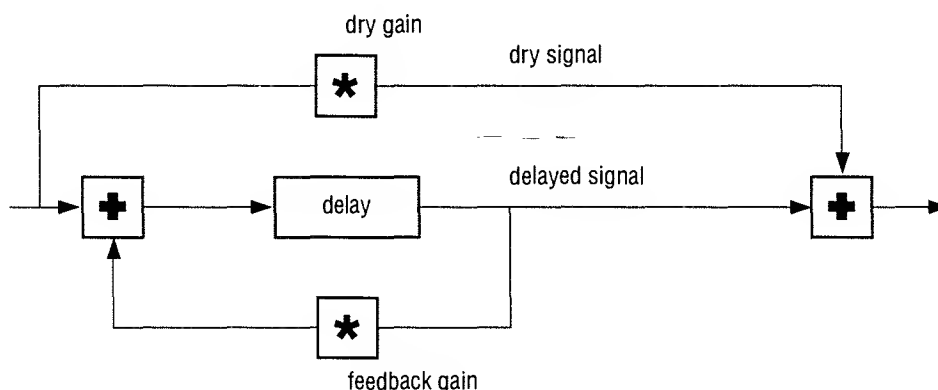 dry gain
dry signal
*
delayed signal
+
delay
+
*
feedback gain